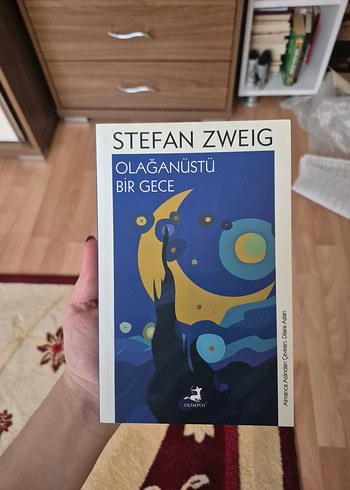 STEFAN ZWEIG
OLAĞANÜSTÜ
BİR GECE
Almanca Aslından Çeviren: Dilara Aslan
OLİMPOS